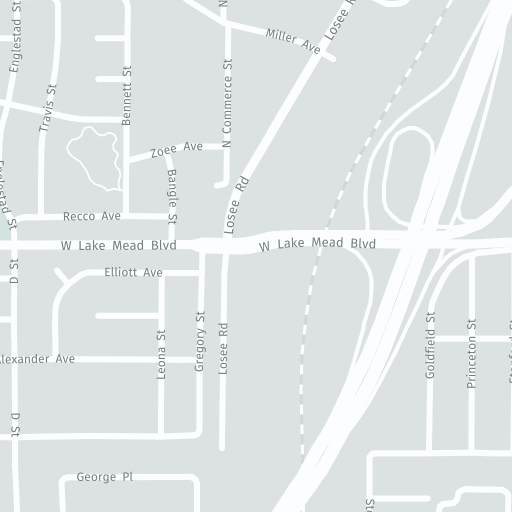 Englestad St
N
Losee Rd
Miller Ave
Travis St
Bennett St
N Commerce St
Zoee Ave
Englestad St
Bangle St
Losee Rd
Recco Ave
W Lake Mead Blvd
W Lake Mead Blvd
D St
Elliott Ave
Gregory St
Losee Rd
Leona St
Goldfield St
Princeton St
Alexander Ave
D St
George Pl